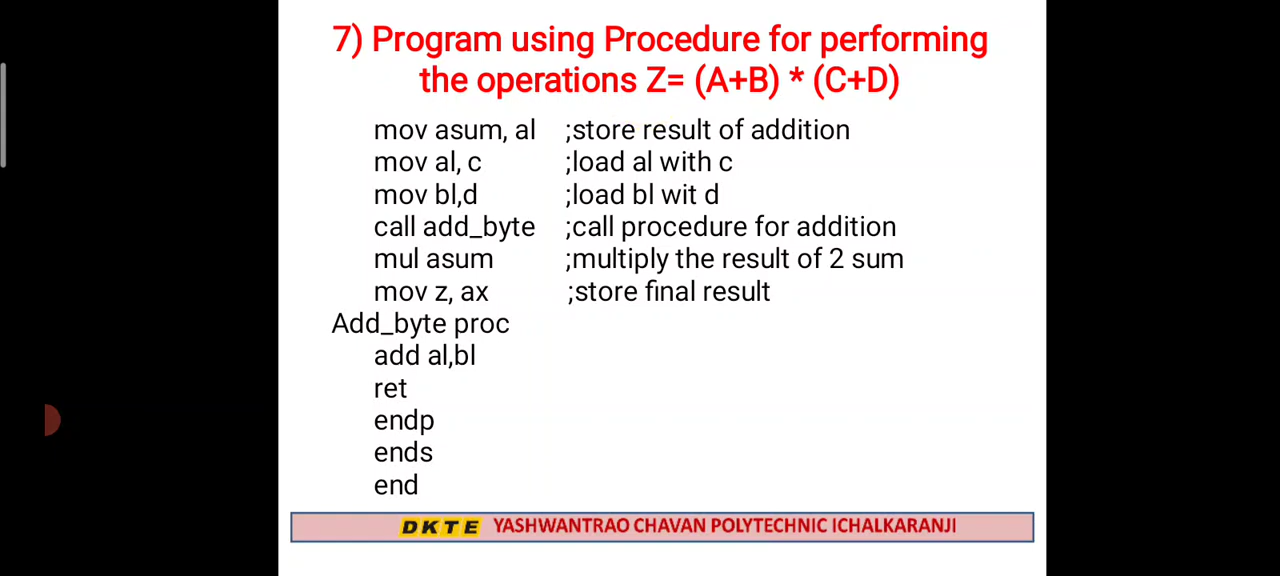 7) Program using Procedure for performing
the operations Z= (A+B) * (C+D)
mov asum, al ;store result of addition
mov al, c ;load al with c
mov bl,d ;load bl wit d
call add_byte ;call procedure for addition
mul asum ;multiply the result of 2 sum
mov z, ax ;store final result
Add_byte proc
add al,bl
ret
endp
ends
end
DKTE YASHWANTRAO CHAVAN POLYTECHNIC ICHALKARANJI